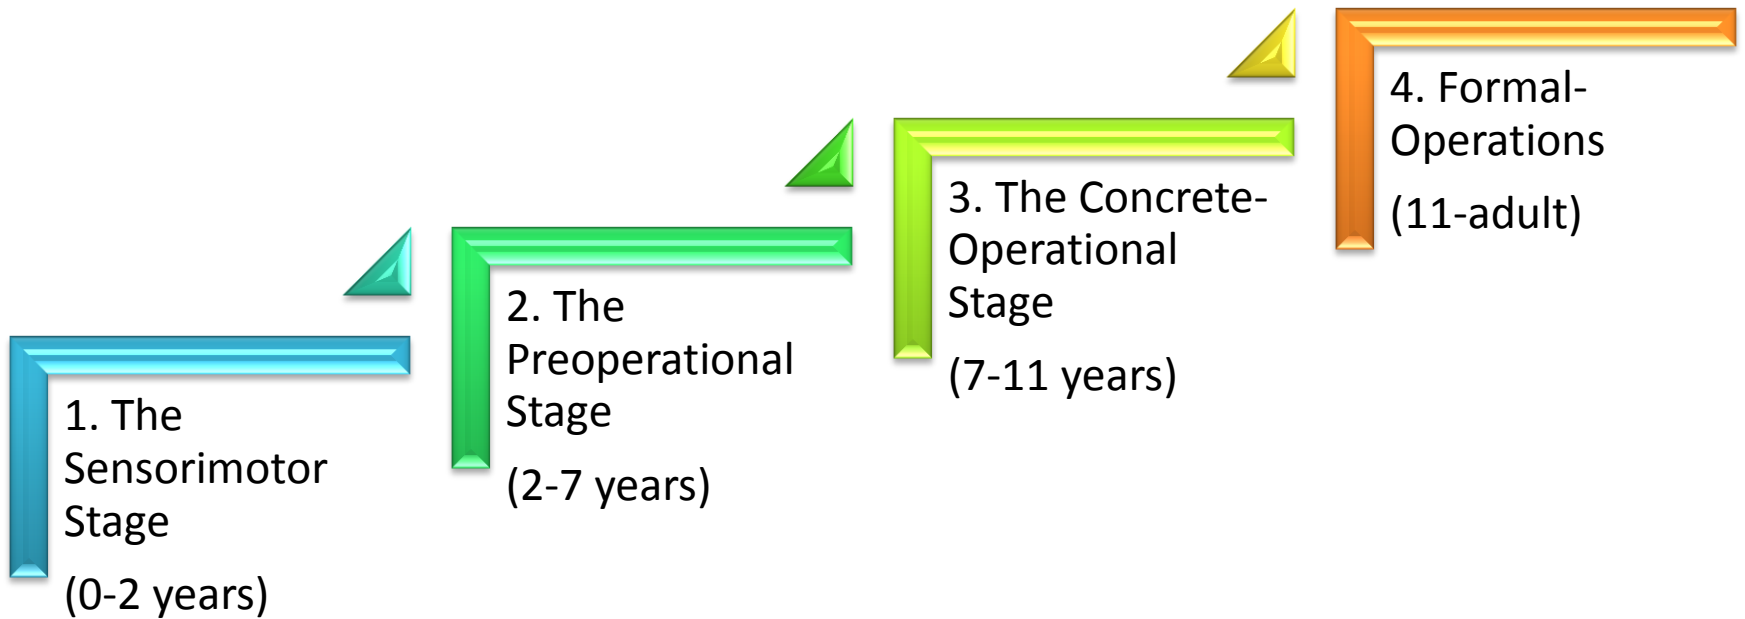 1. The
Sensorimotor
Stage
(0-2 years)
2. The
Preoperational
Stage
(2-7 years)
3. The Concrete-
Operational
Stage
(7-11 years)
4. Formal-
Operations
(11-adult)